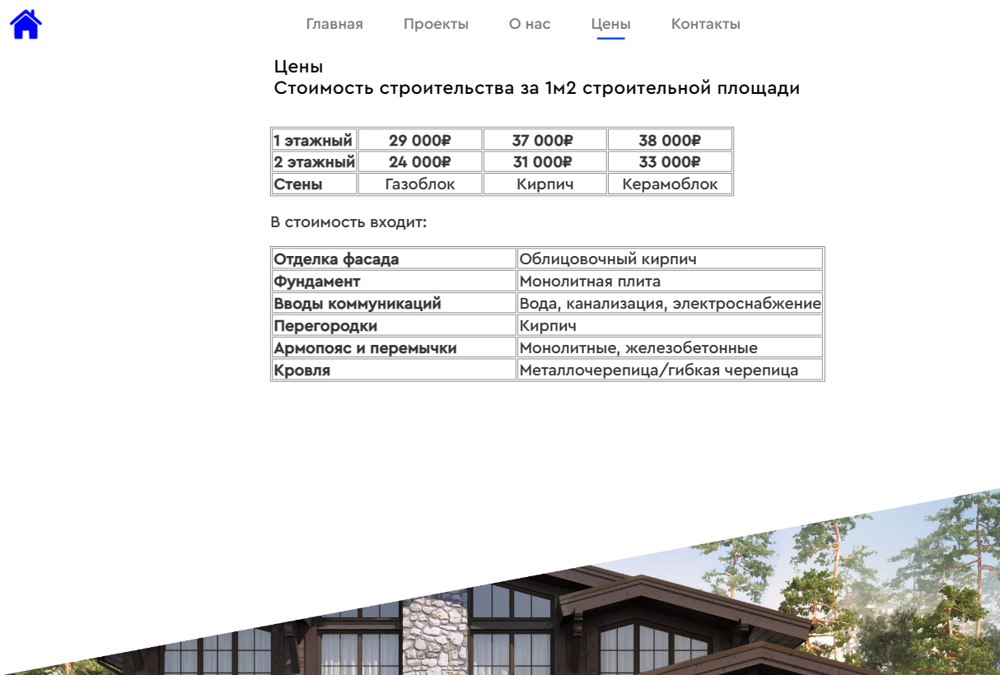 Главная Проекты О нас Цены Контакты
Цены
Стоимость строительства за 1м2 строительной площади
1 этажный 29 000₽ 37 000₽ 38 000₽
2 этажный 24 000₽ 31 000₽ 33 000₽
Стены Газоблок Кирпич Керамоблок
В стоимость входит:
Отделка фасада Облицовочный кирпич
Фундамент Монолитная плита
Вводы коммуникаций Вода, канализация, электроснабжение
Перегородки Кирпич
Армопояс и перемычки Монолитные, железобетонные
Кровля Металлочерепица/гибкая черепица